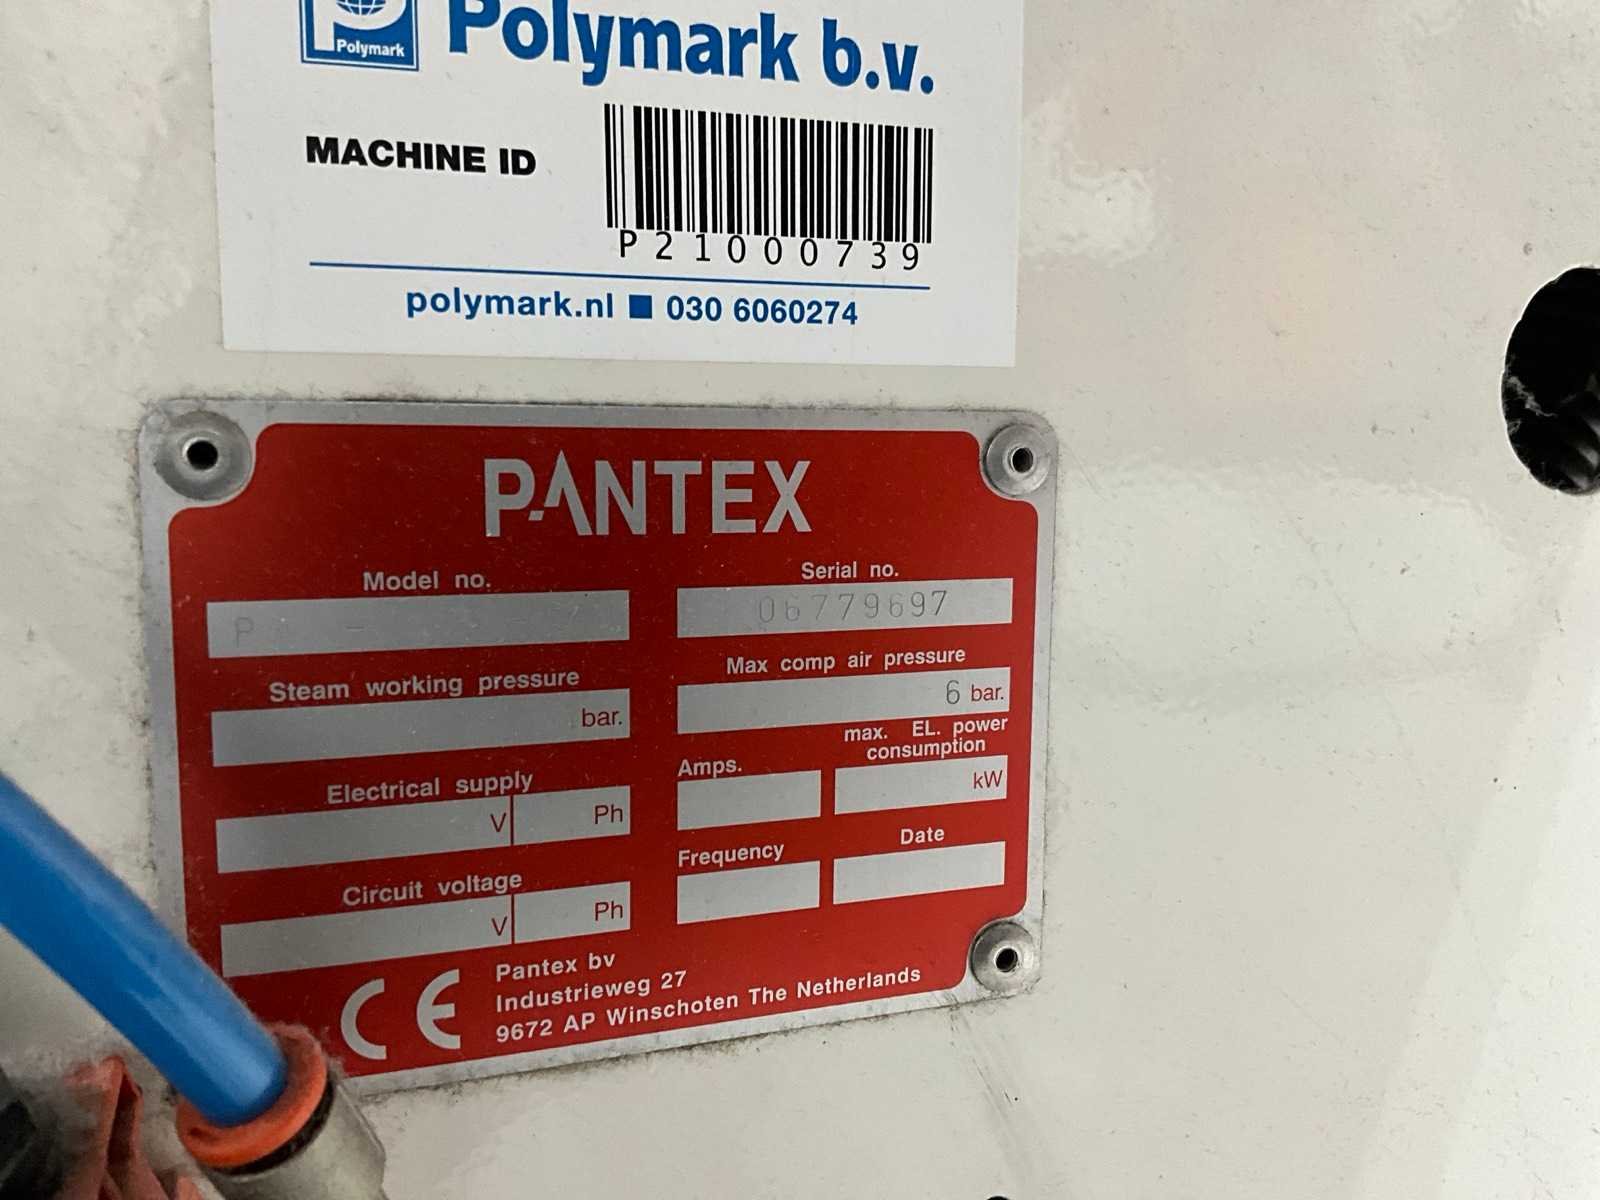 Polymark
Polymark b.v.
MACHINE ID
P21000739
polymark.nl ■ 030 6060274
PANTEX
Model no.
Serial no.
P -
06779697
Steam working pressure
bar.
Max comp air pressure
6 bar.
Electrical supply
V Ph
Amps.
max. EL. power
consumption
kW
Circuit voltage
V Ph
Frequency
Date
CE
Pantex bv
Industrieweg 27
9672 AP Winschoten The Netherlands